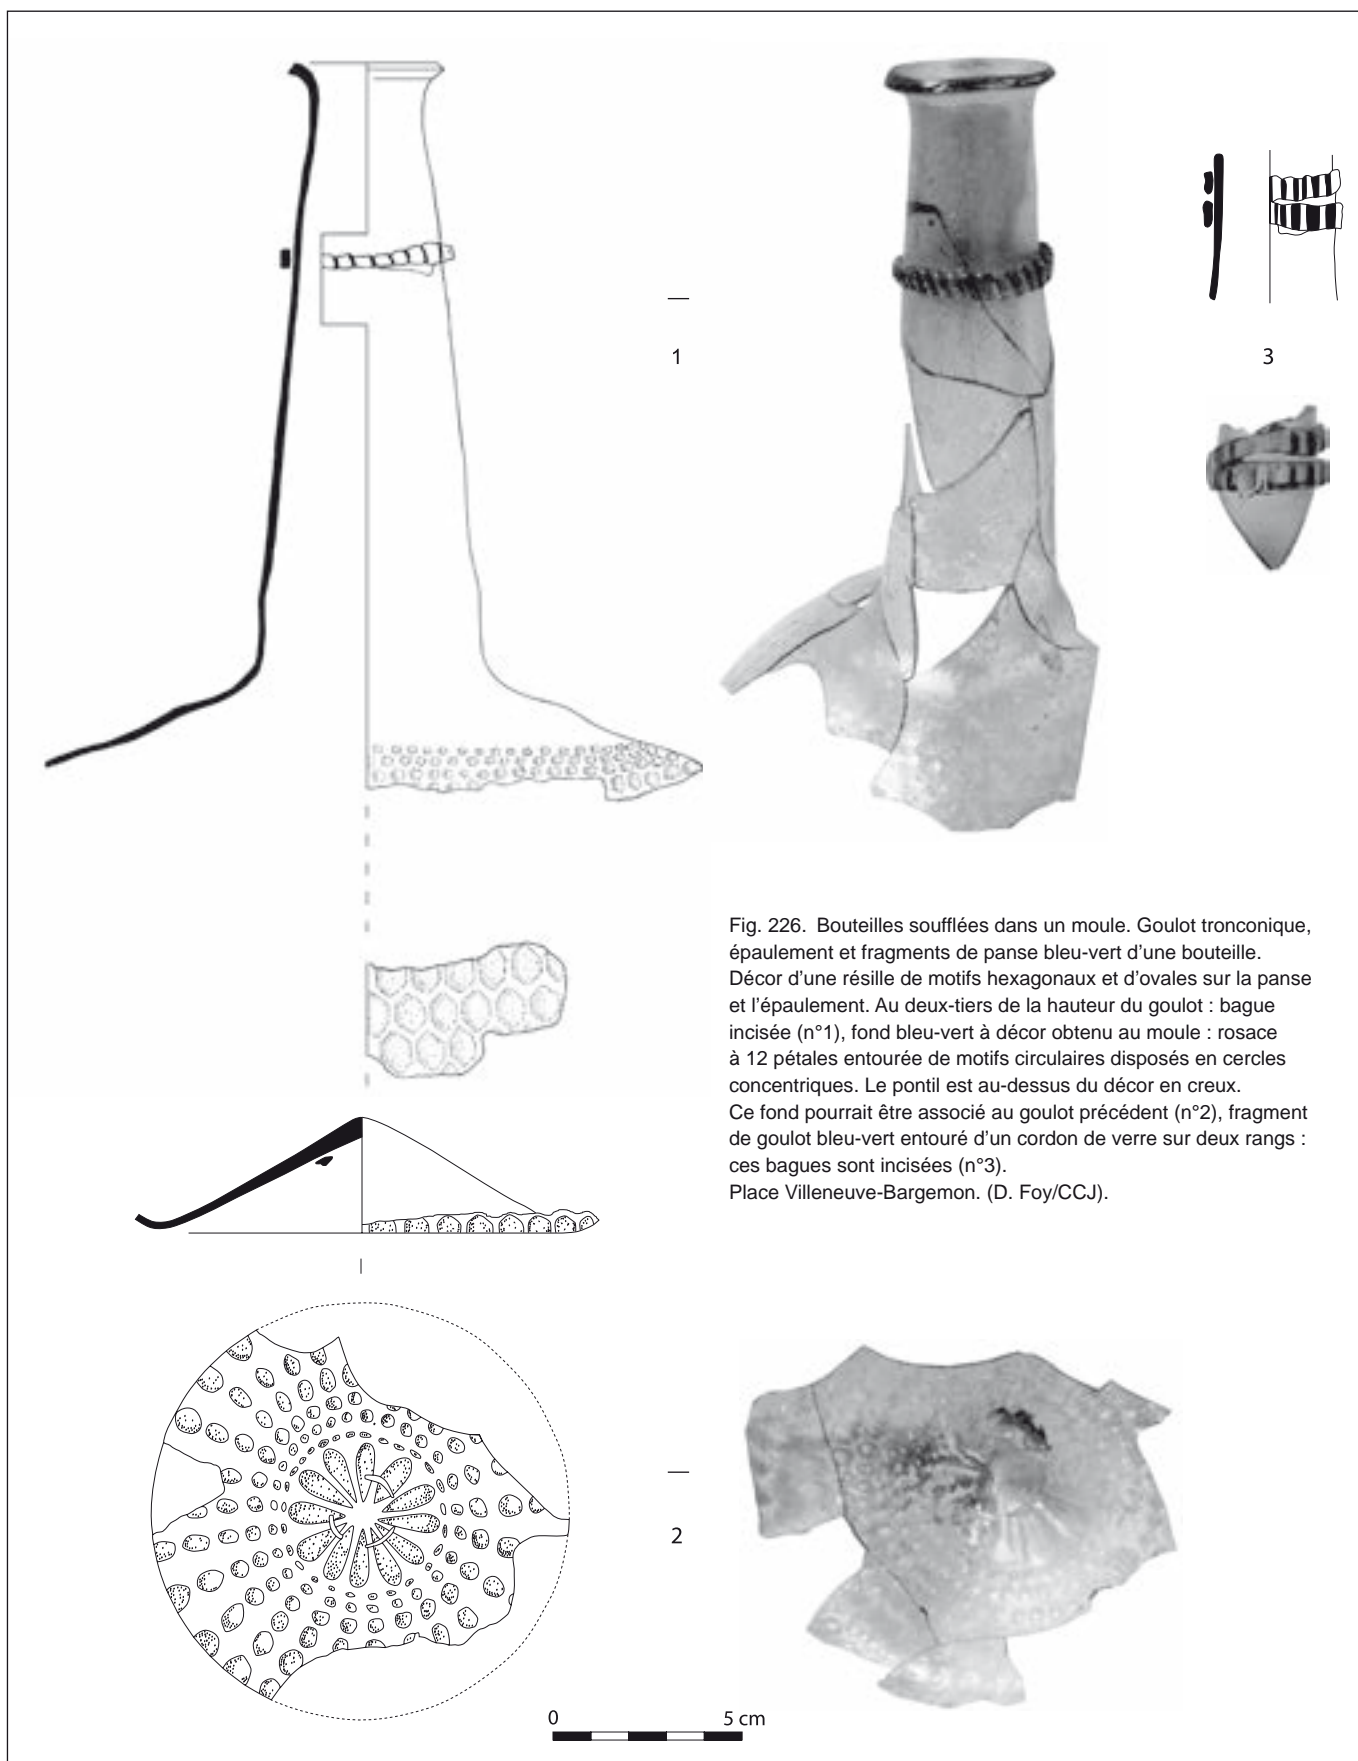 1
3
Fig. 226. Bouteilles soufflées dans un moule. Goulot tronconique,
épaulement et fragments de panse bleu-vert d'une bouteille.
Décor d'une résille de motifs hexagonaux et d'ovales sur la panse
et l'épaulement. Au deux-tiers de la hauteur du goulot : bague
incisée (n°1), fond bleu-vert à décor obtenu au moule : rosace
à 12 pétales entourée de motifs circulaires disposés en cercles
concentriques. Le pontil est au-dessus du décor en creux.
Ce fond pourrait être associé au goulot précédent (n°2), fragment
de goulot bleu-vert entouré d'un cordon de verre sur deux rangs :
ces bagues sont incisées (n°3).
Place Villeneuve-Bargemon. (D. Foy/CCJ).
2
0 5 cm